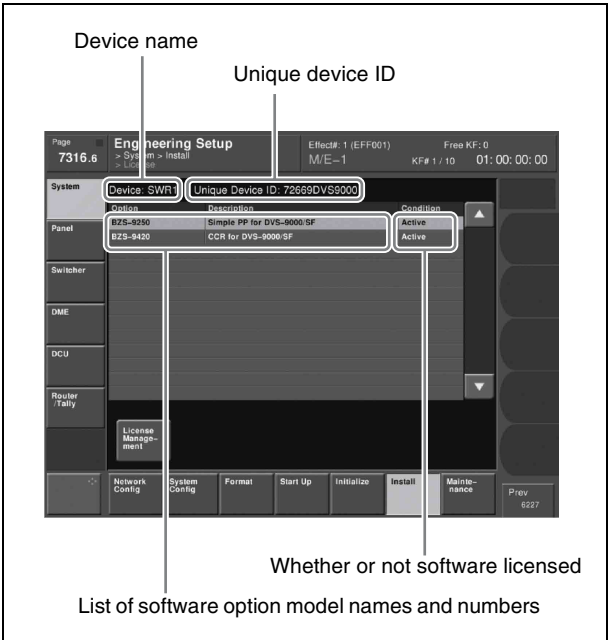 Device name
Unique device ID
Page
7316.6
Engineering Setup
> System > Install
> License
Effect#: 1 (EFF001)
Free KF: 0
M/E-1
KF# 1 / 10
01: 00: 00: 00
System
Device: SWR1
Unique Device ID: 72669DVS9000
Option
Description
Condition
BZS-9250
Simple PP for DVS-9000/SF
Active
BZS-9420
CCR for DVS-9000/SF
Active
Panel
Switcher
DME
DCU
Router
/Tally
License
Manage-
ment
Network
Config
System
Config
Format
Start Up
Initialize
Install
Mainte-
nance
Prev
6227
Whether or not software licensed
List of software option model names and numbers